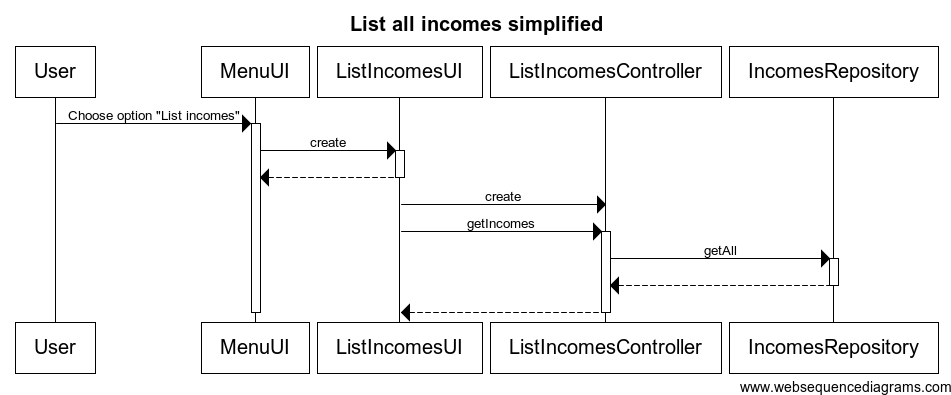 List all incomes simplified
User
MenuUI
ListIncomesUI
ListIncomesController
IncomesRepository
Choose option "List incomes"
create
create
getIncomes
getAll
User
MenuUI
ListIncomesUI
ListIncomesController
IncomesRepository
www.websequencediagrams.com